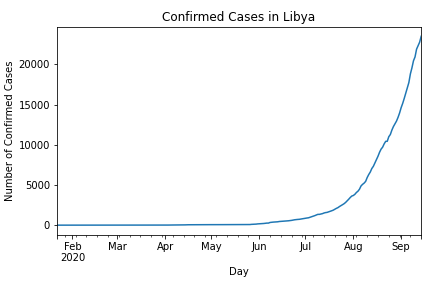 Confirmed Cases in Libya
Number of Confirmed Cases
20000
15000
10000
5000
0
Feb Mar Apr May Jun Jul Aug Sep
2020
Day